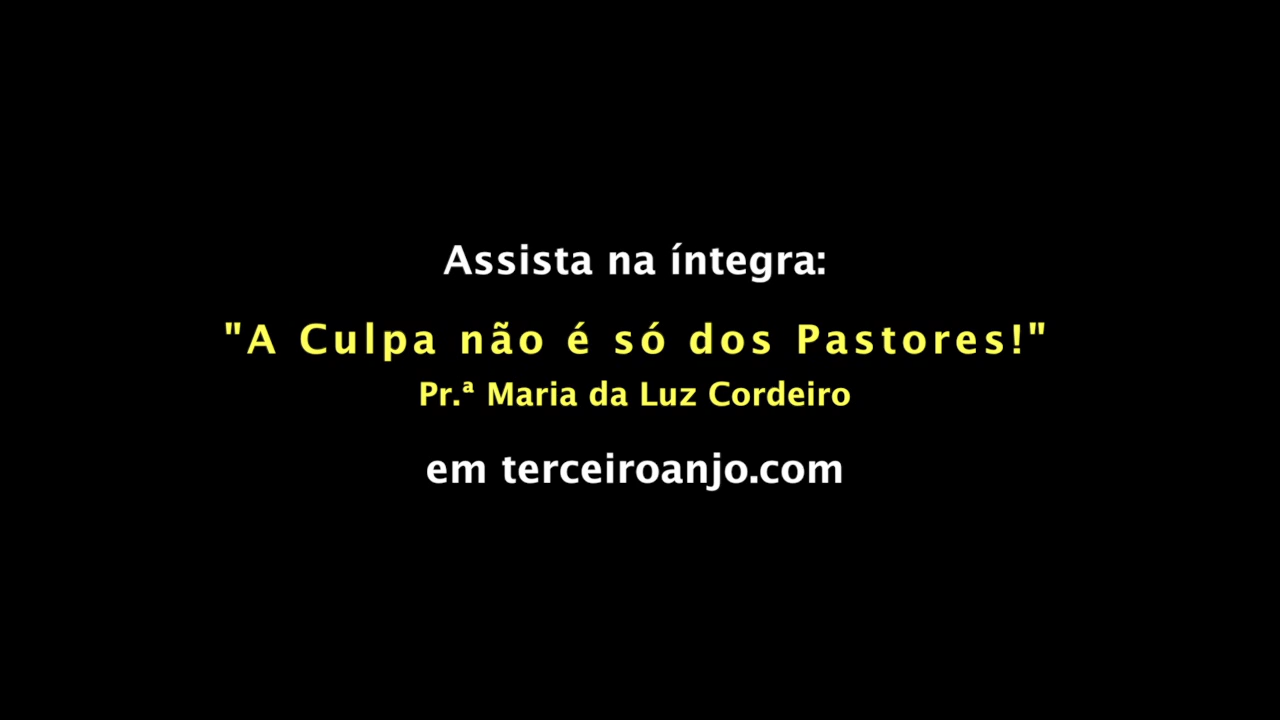 Assista na íntegra:
"A Culpa não é só dos Pastores!"
Pr.ª Maria da Luz Cordeiro
em terceiroanjo.com